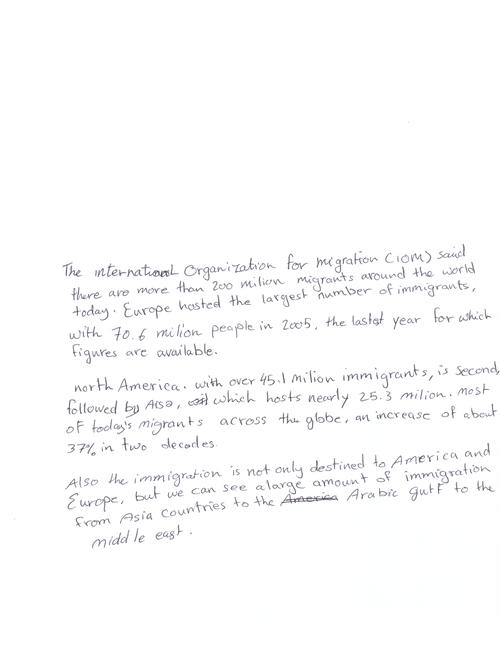 The international Organization for migration (IOM) said
there are more than 200 milion migrants around the world
today. Europe hosted the largest number of immigrants,
with 70.6 milion people in 2005, the lastst year for which
figures are available.
north America. with over 45.1 milion immigrants, is second,
followed by Aisa, which hosts nearly 25.3 milion. most
of today's migrants across the globe, an increase of about
37% in two decades.
Also the immigration is not only destined to America and
Europe, but we can see a large amount of immigration
from Asia countries to the America Arabic gulf to the
middle east.